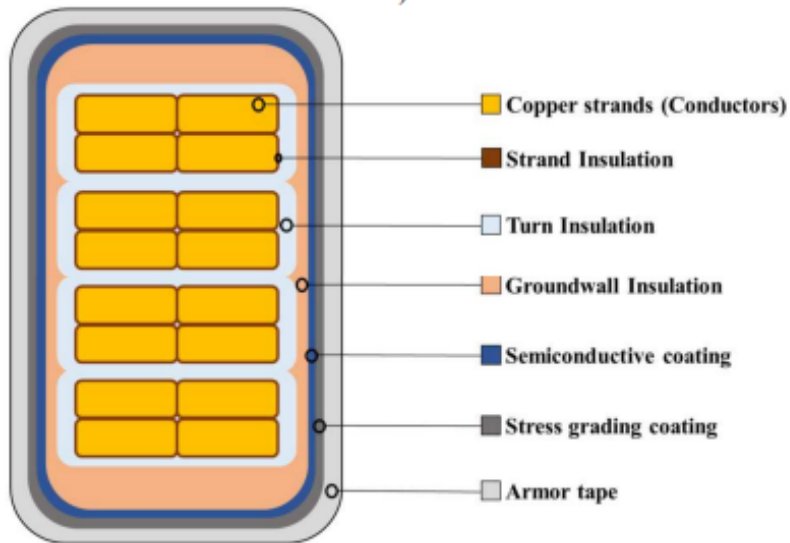 Copper strands (Conductors)
Strand Insulation
Turn Insulation
Groundwall Insulation
Semiconductive coating
Stress grading coating
Armor tape